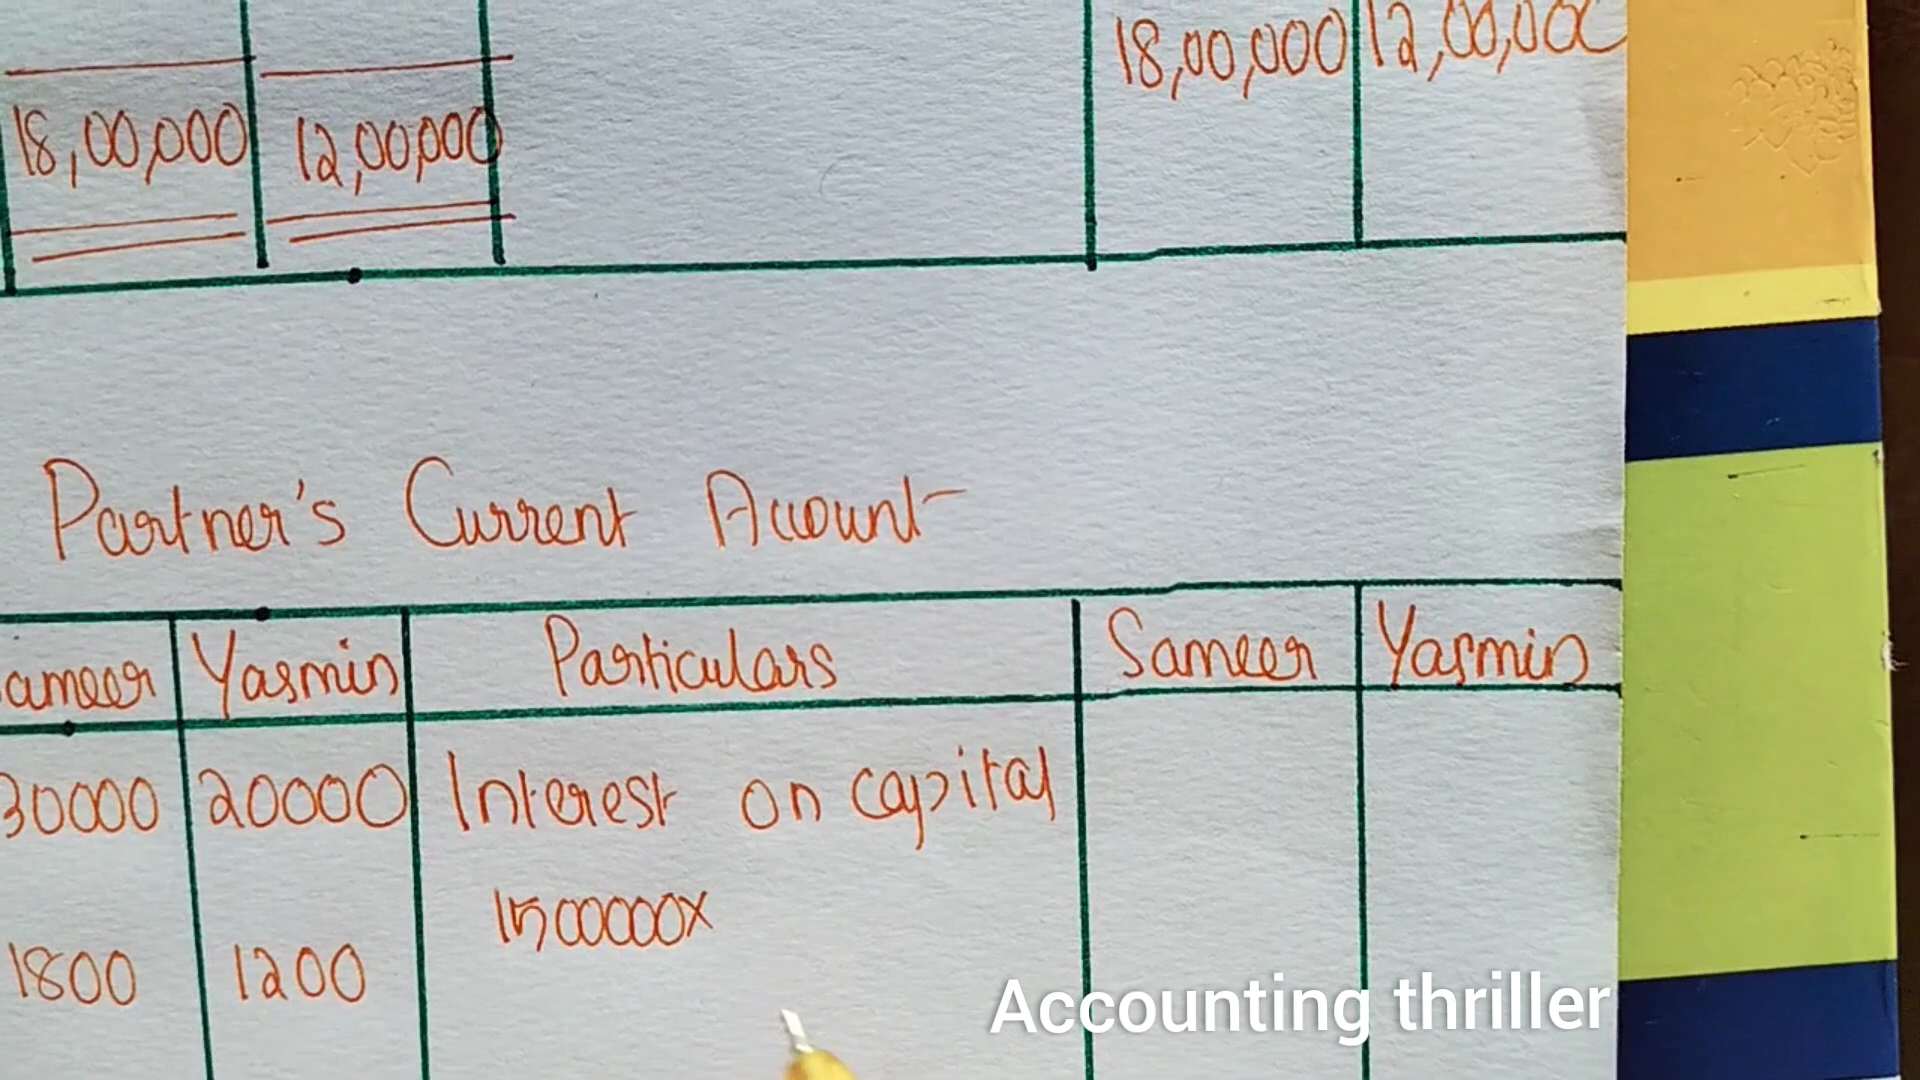 18,00,000 12,00,000
18,00,000 12,00,000
Partner's Current Account
ameer Yasmin Particulars Sameer Yasmin
30000 20000 Interest on capital
1500000x
1800 1200
Accounting thriller